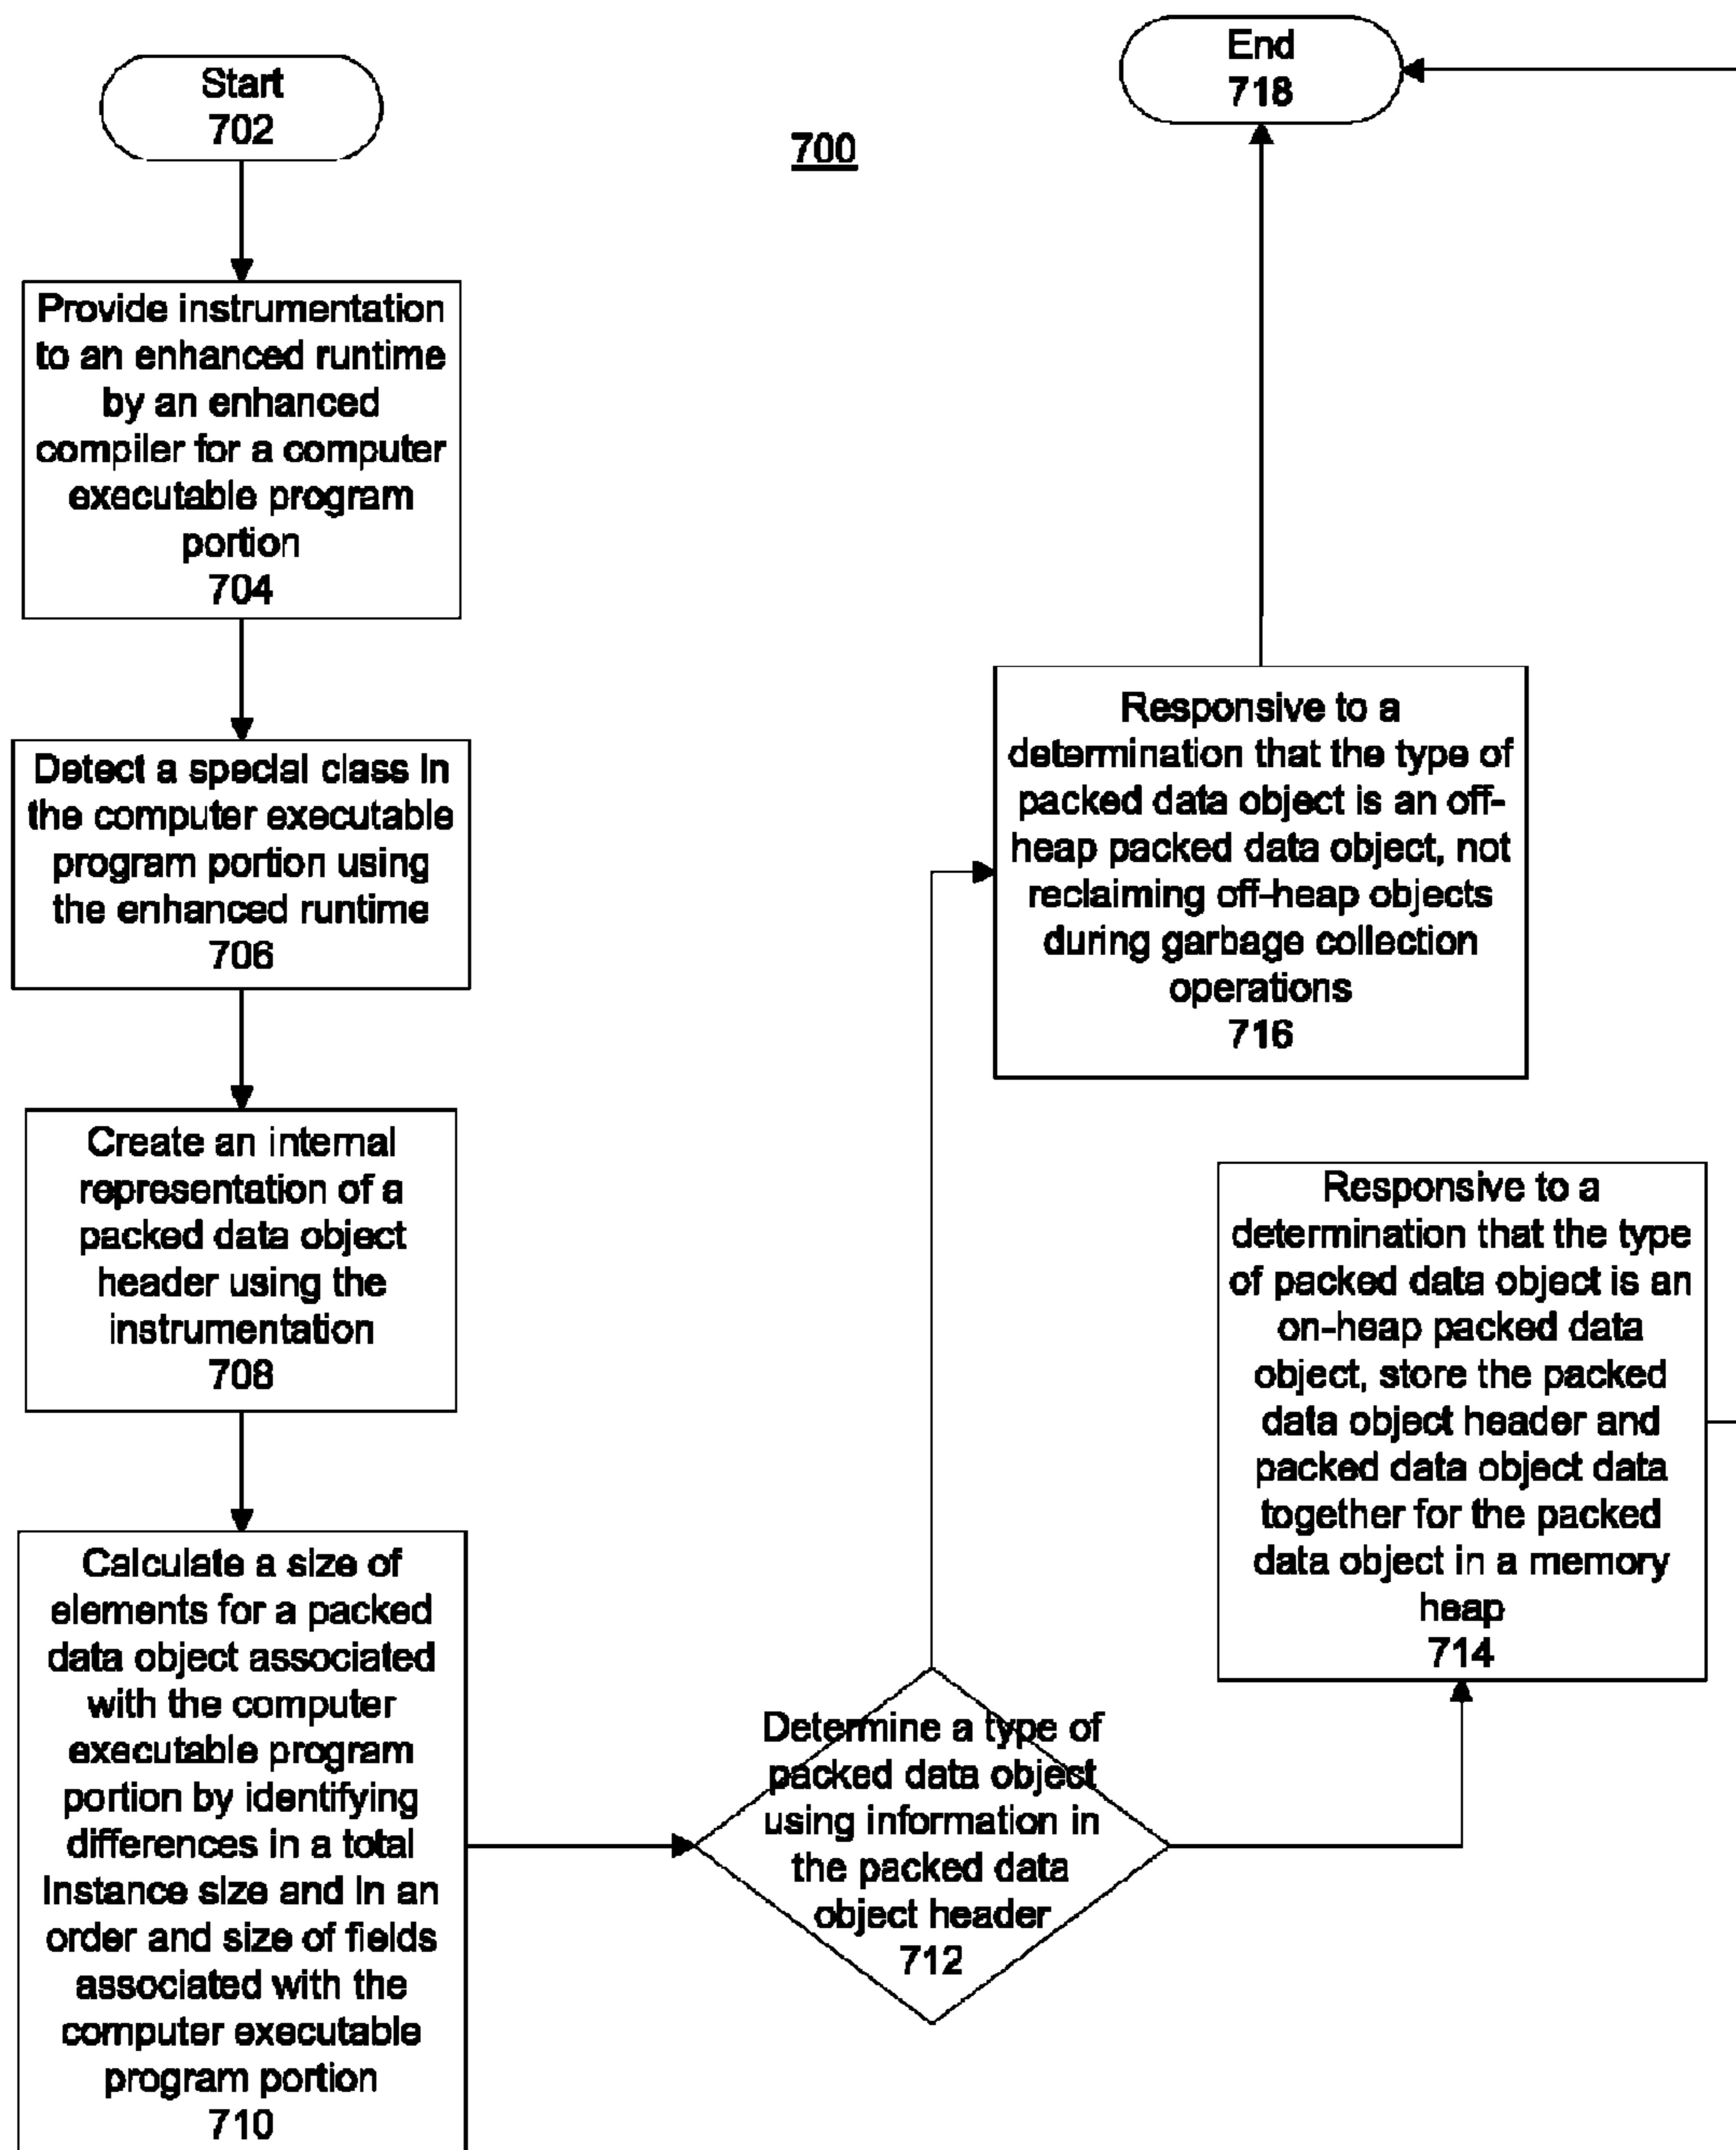 Start
702
Provide instrumentation
to an enhanced runtime
by an enhanced
compiler for a computer
executable program
portion
704
Detect a special class in
the computer executable
program portion using
the enhanced runtime
706
Create an internal
representation of a
packed data object
header using the
instrumentation
708
Calculate a size of
elements for a packed
data object associated
with the computer
executable program
portion by identifying
differences in a total
instance size and in an
order and size of fields
associated with the
computer executable
program portion
710
700
Determine a type of
packed data object
using information in
the packed data
object header
712
Responsive to a
determination that the type
of packed data object is an
on-heap packed data
object, store the packed
data object header and
packed data object data
together for the packed
data object in a memory
heap
714
Responsive to a
determination that the type of
packed data object is an off-
heap packed data object, not
reclaiming off-heap objects
during garbage collection
operations
716
End
718